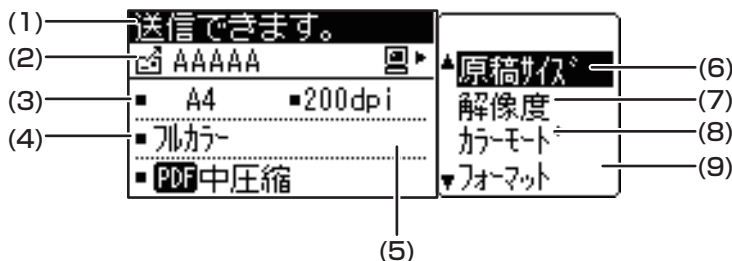 (1)
送信できます。
(2)
AAAAA
(3)
A4 200dpi
(4)
フルカラー
PDF 中圧縮
(5)
原稿ｻｲｽﾞ
(6)
解像度
(7)
ｶﾗｰﾓｰﾄﾞ
(8)
ﾌｫｰﾏｯﾄ
(9)